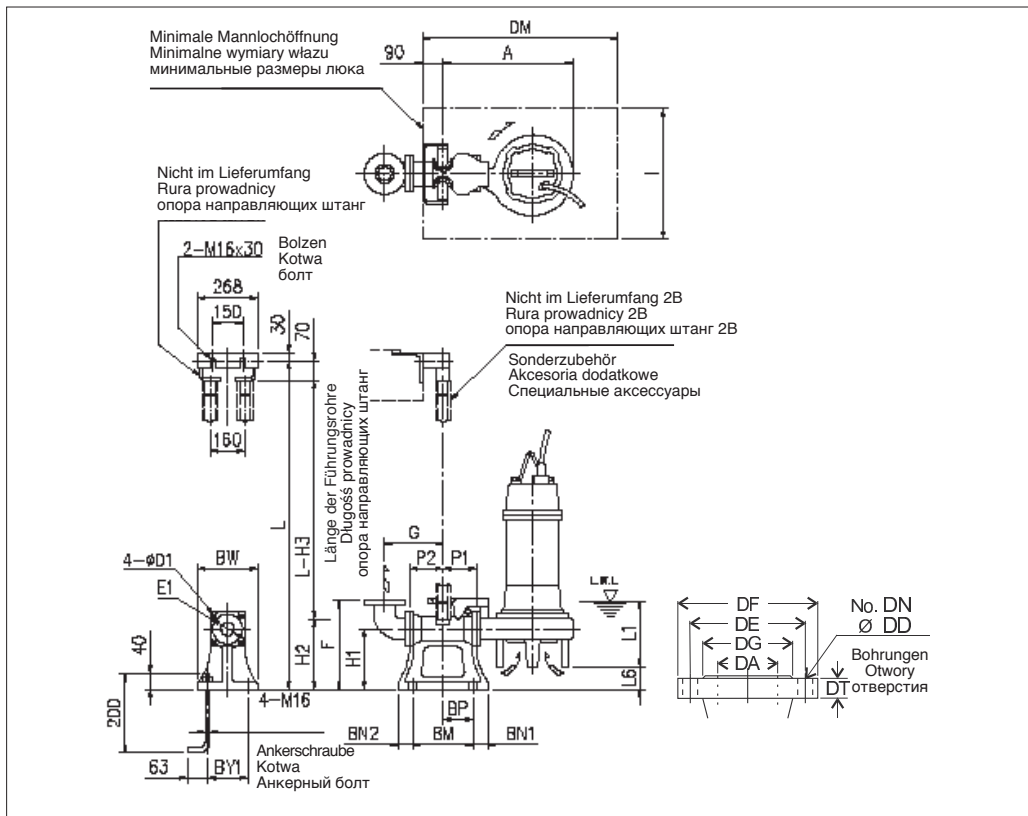 Minimale Mannlochöffnung
Minimalne wymiary włazu
минимальные размеры люка
DM
90
A
I
Nicht im Lieferumfang
Rura prowadnicy
опора направляющих штанг
2-M16x30
Bolzen
Kotwa
болт
268
150
30
70
160
Nicht im Lieferumfang 2B
Rura prowadnicy 2B
опора направляющих штанг 2B
Sonderzubehör
Akcesoria dodatkowe
Специальные аксессуары
L
L-H3
Länge der Führungsrohre
Długość prowadnicy
опора направляющих штанг
G
P2
P1
4-ØD1
BW
E1
L.W.L
F
H1
H2
L1
L6
40
200
4-M16
BP
BN2
BM
BN1
63
BY1
Ankerschraube
Kotwa
Анкерный болт
DF
DE
DG
DA
DT
No. DN
Ø DD
Bohrungen
Otwory
отверстия